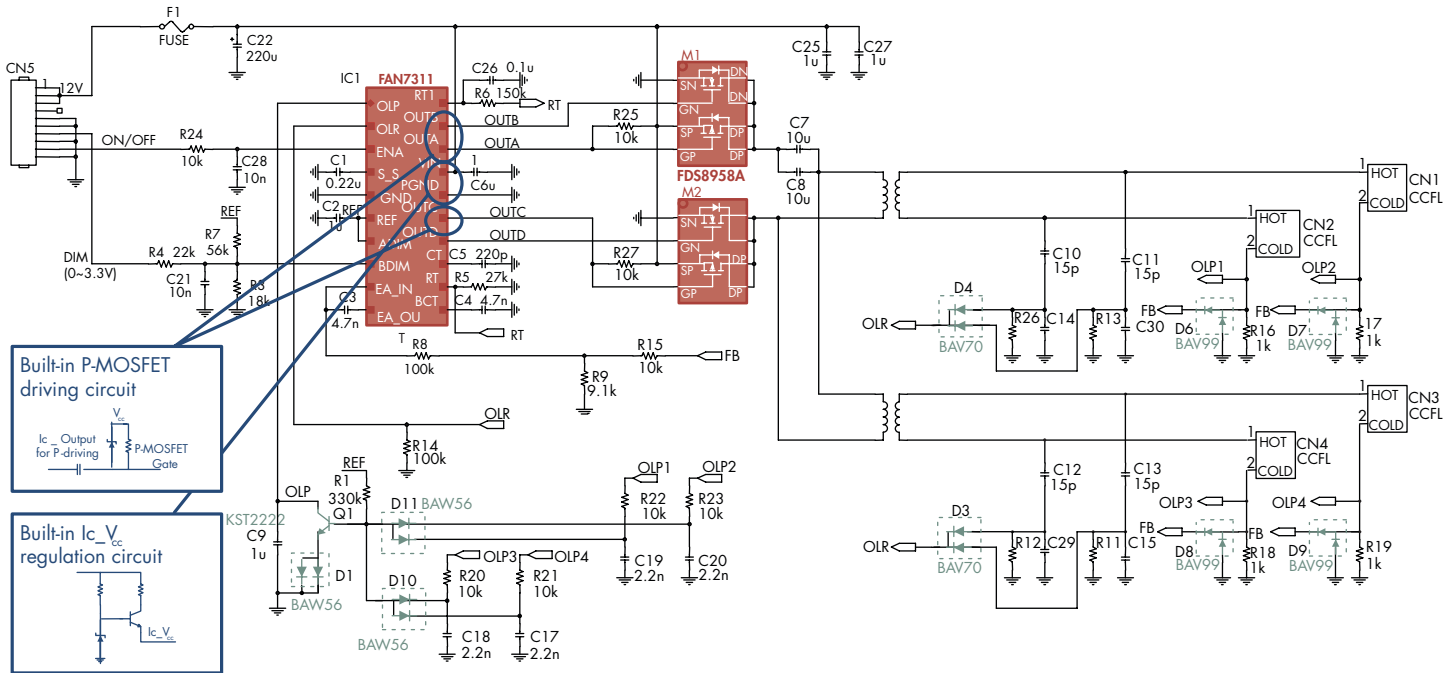 F1
FUSE
C22
220u
CN5
1
12V
ON/OFF
R24
10k
C28
10n
REF
R7
56k
DIM
(0~3.3V)
R4 22k
C21
10n
R3
18k
IC1
FAN7311
OLP
OLR
ENA
S_S
GND
REF
ADIM
BDIM
EA_IN
EA_OU
T
RT1
OUTB
OUTA
VIN
PGND
OUTC
OUTD
CT
RT
BCT
C1
0.22u
C2
1u
REF
C3
4.7n
C26
0.1u
R6 150k
RT
OUTB
OUTA
1
C6u
OUTC
OUTD
C5 220p
R5 27k
C4 4.7n
RT
R25
10k
R27
10k
M1
SN
GN
SP
GP
DN
DN
DP
DP
FDS8958A
M2
SN
GN
SP
GP
DP
DP
C25
1u
C27
1u
C7
10u
C8
10u
R8
100k
R15
10k
FB
R9
9.1k
OLR
R14
100k
Built-in P-MOSFET
driving circuit
Vcc
Ic_Output
for P-driving
P-MOSFET
Gate
Built-in Ic_Vcc
regulation circuit
Ic_Vcc
OLP
REF
R1
330k
Q1
KST2222
C9
1u
D1
BAW56
D11
BAW56
D10
BAW56
OLP1
OLP2
R22
10k
R23
10k
OLP3
OLP4
R20
10k
R21
10k
C19
2.2n
C20
2.2n
C18
2.2n
C17
2.2n
1
HOT
2
COLD
CN1
CCFL
1
HOT
2
COLD
CN2
CCFL
C10
15p
C11
15p
OLP1
OLP2
D4
OLR
BAV70
R26
C14
R13
C30
FB
D6
BAV99
R16
1k
FB
D7
BAV99
17
1k
1
HOT
2
COLD
CN3
CCFL
1
HOT
2
COLD
CN4
CCFL
C12
15p
C13
15p
OLP3
OLP4
D3
OLR
BAV70
R12
C29
R11
C15
FB
D8
BAV99
FB
R18
1k
D9
BAV99
R19
1k